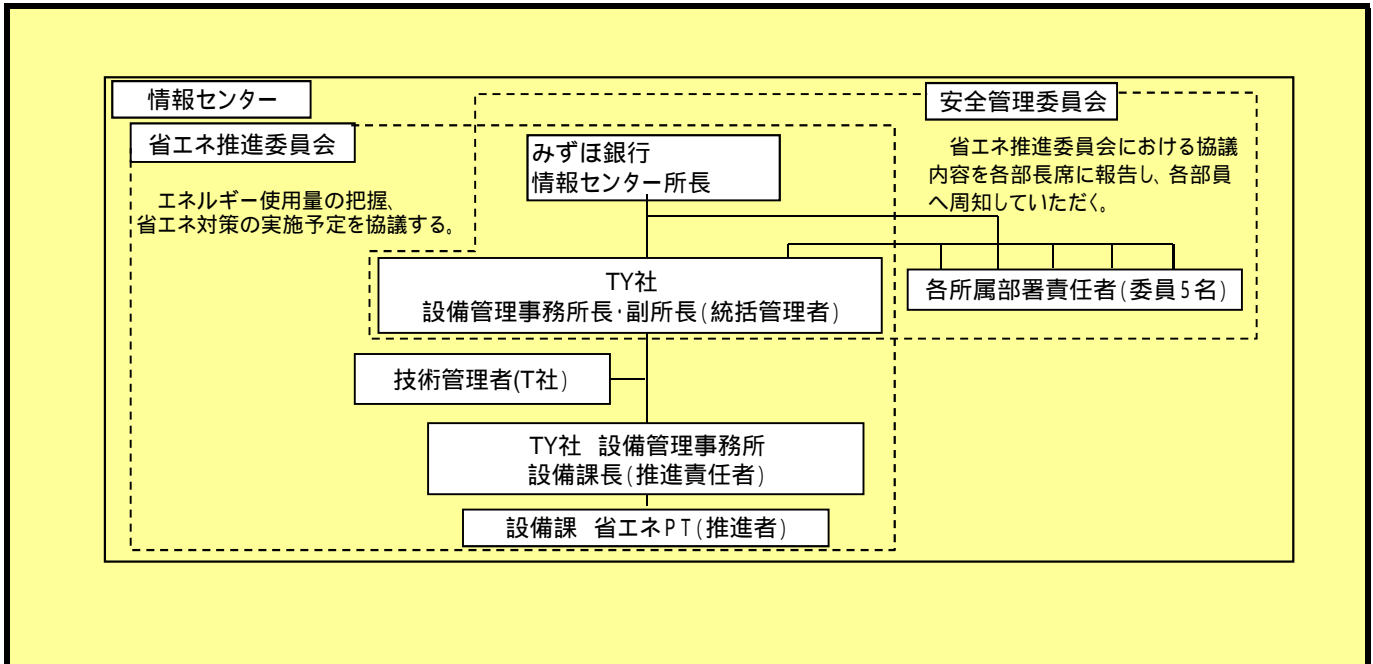 情報センター
安全管理委員会
省エネ推進委員会
エネルギー使用量の把握、
省エネ対策の実施予定を協議する。
みずほ銀行
情報センター所長
省エネ推進委員会における協議
内容を各部長席に報告し、各部員
へ周知していただく。
TY社
設備管理事務所長・副所長(統括管理者)
各所属部署責任者(委員5名)
技術管理者(T社)
TY社 設備管理事務所
設備課長(推進責任者)
設備課 省エネPT(推進者)